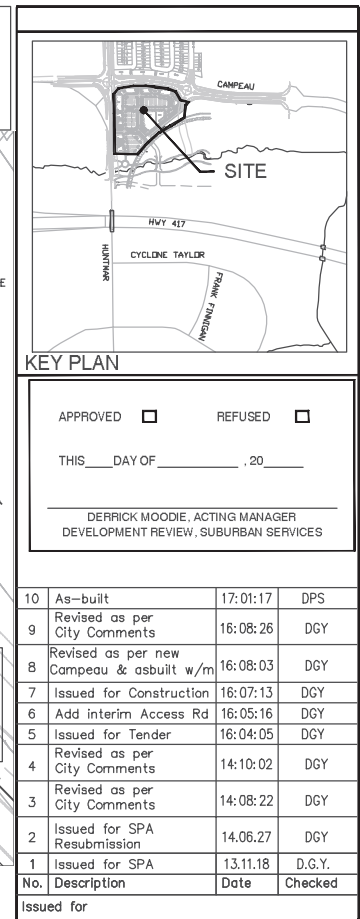 CAMPEAU
SITE
HWY 417
HUNTMAR
CYCLONE TAYLOR
FRANK FINNIGAN
KEY PLAN
APPROVED REFUSED
THIS____DAY OF____________ , 20______
DERRICK MOODIE, ACTING MANAGER
DEVELOPMENT REVIEW, SUBURBAN SERVICES
10 As-built 17:01:17 DPS
9 Revised as per
City Comments 16:08:26 DGY
8 Revised as per new
Campeau & asbuilt w/m 16:08:03 DGY
7 Issued for Construction 16:07:13 DGY
6 Add interim Access Rd 16:05:16 DGY
5 Issued for Tender 16:04:05 DGY
4 Revised as per
City Comments 14:10:02 DGY
3 Revised as per
City Comments 14:08:22 DGY
2 Issued for SPA
Resubmission 14.06.27 DGY
1 Issued for SPA 13.11.18 D.G.Y.
No. Description Date Checked
Issued for